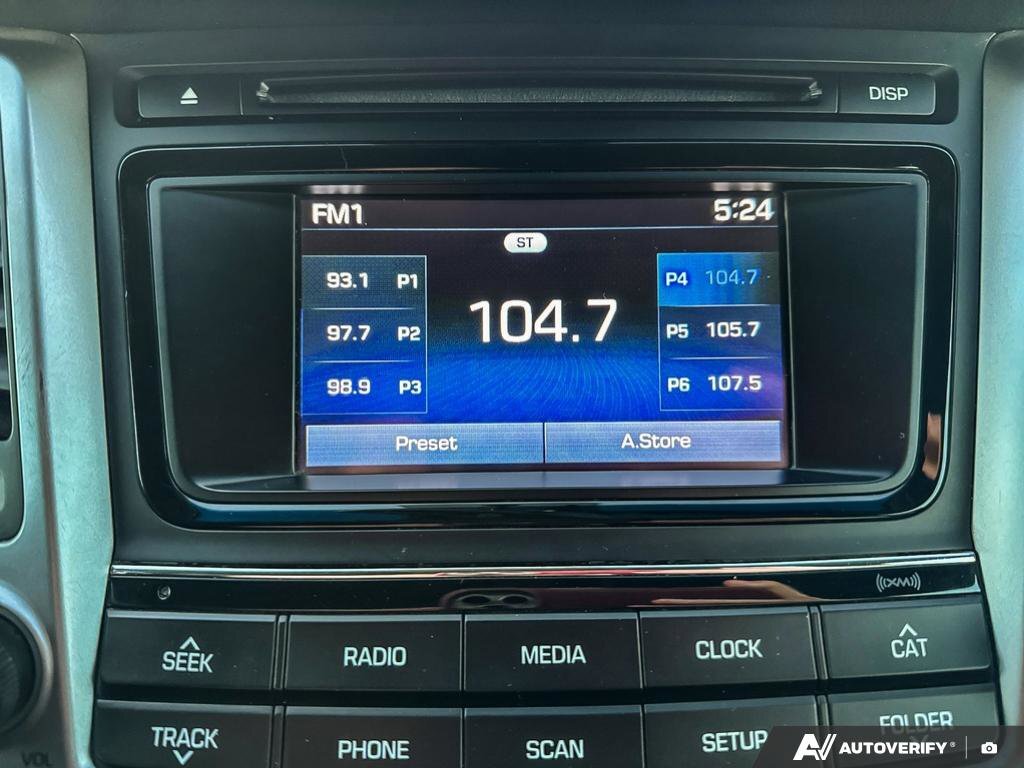 DISP
FM1 5:24
ST
93.1 P1
97.7 P2
98.9 P3
104.7
P4 104.7
P5 105.7
P6 107.5
Preset A.Store
((XM))
SEEK RADIO MEDIA CLOCK CAT
TRACK PHONE SCAN SETUP FOLDER
VOL
AUTOVERIFY®